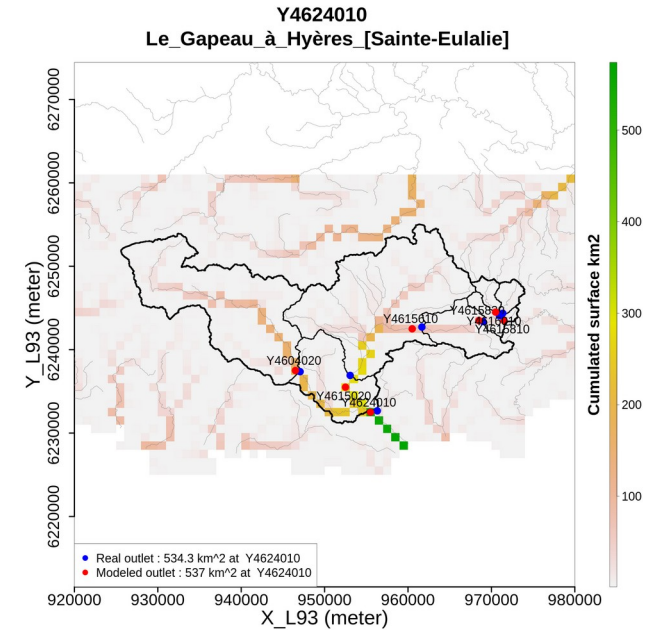 Y4624010
Le_Gapeau_à_Hyères_[Sainte-Eulalie]
Y_L93 (meter)
6270000
6260000
6250000
6240000
6230000
6220000
Y4615610
Y4615810
Y4604020
Y4615020
Y4624010
Real outlet : 534.3 km^2 at Y4624010
Modeled outlet : 537 km^2 at Y4624010
920000 930000 940000 950000 960000 970000 980000
X_L93 (meter)
500
400
300
200
100
Cumulated surface km2